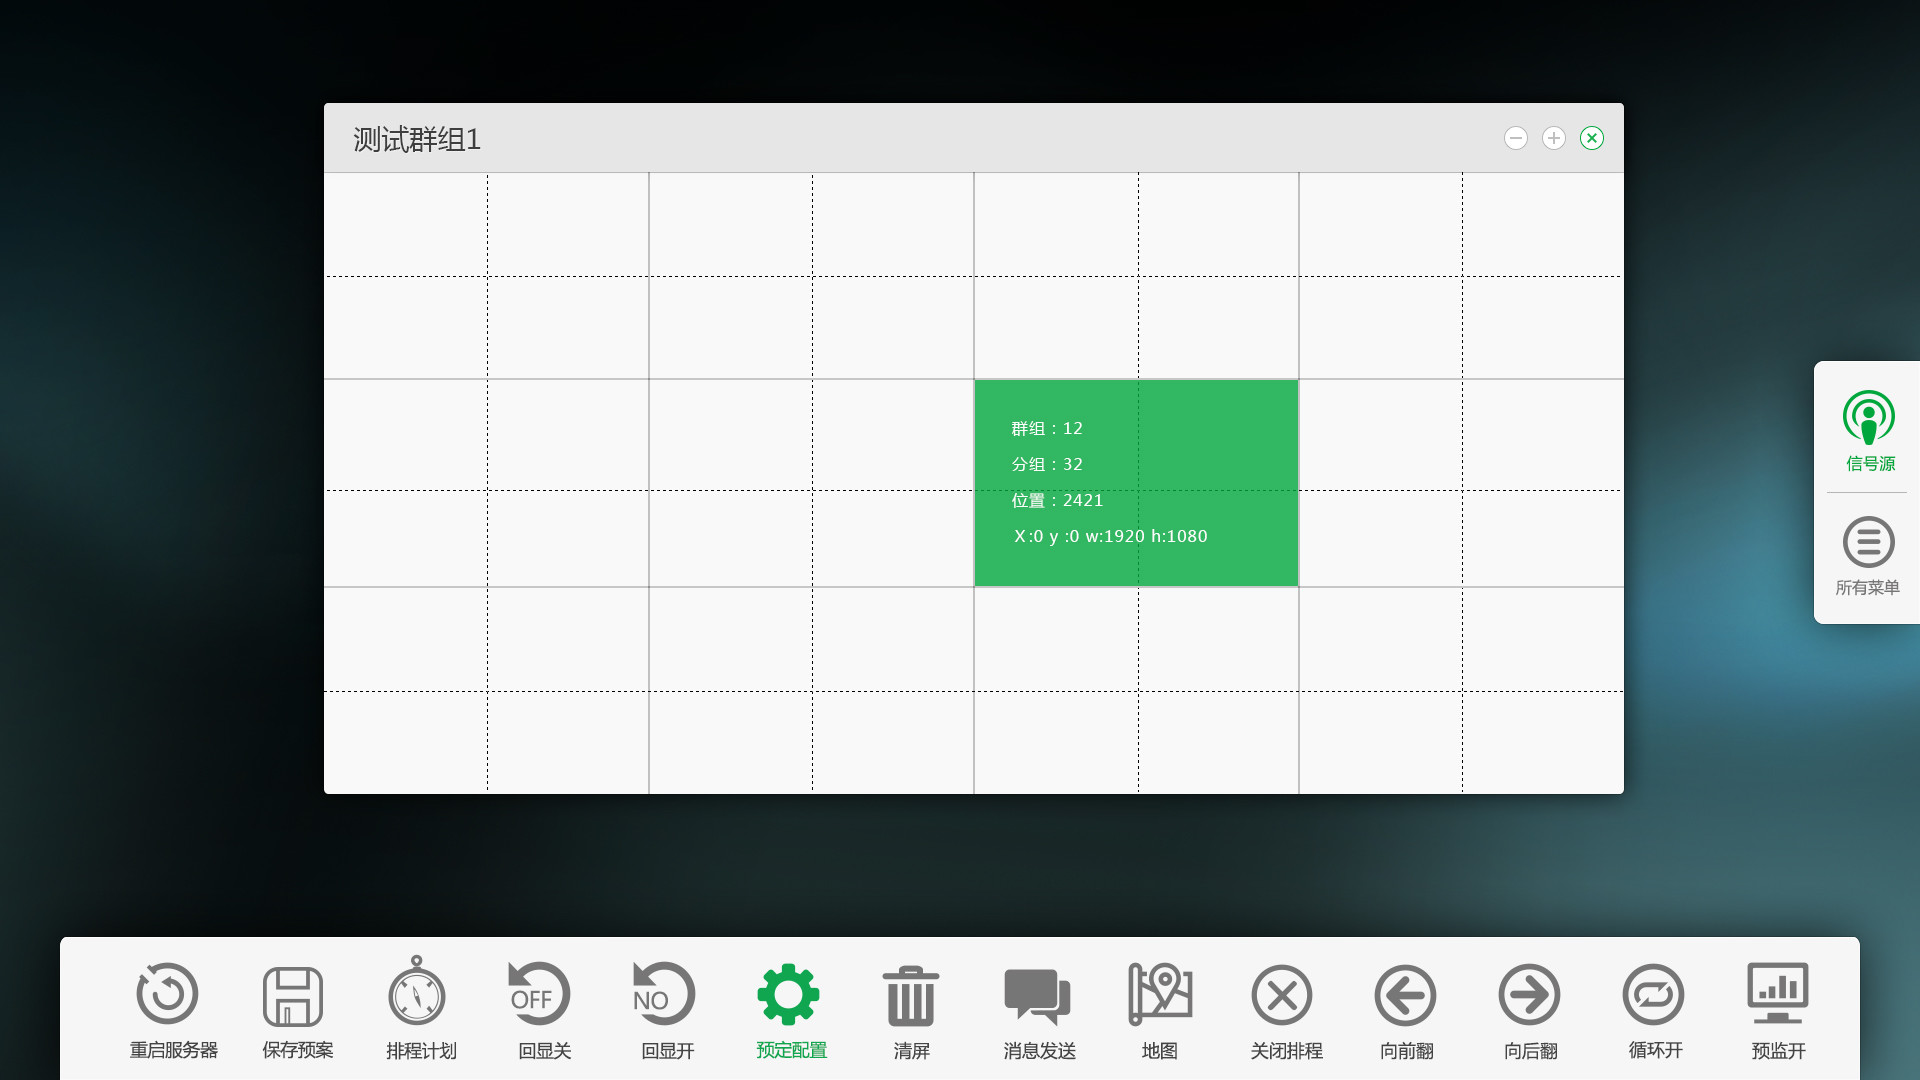 测试群组1
群组：12
分组：32
位置：2421
X:0 y :0 w:1920 h:1080
信号源
所有菜单
OFF
NO
重启服务器
保存预案
排程计划
回显关
回显开
预定配置
清屏
消息发送
地图
关闭排程
向前翻
向后翻
循环开
预监开